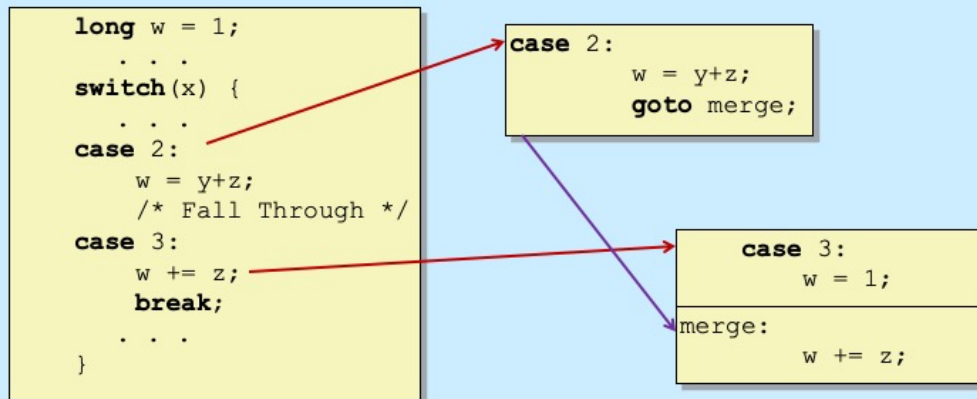 long w = 1;
. . .
switch(x) {
. . .
case 2:
w = y+z;
/* Fall Through */
case 3:
w += z;
break;
. . .
}
case 2:
w = y+z;
goto merge;
case 3:
w = 1;
merge:
w += z;